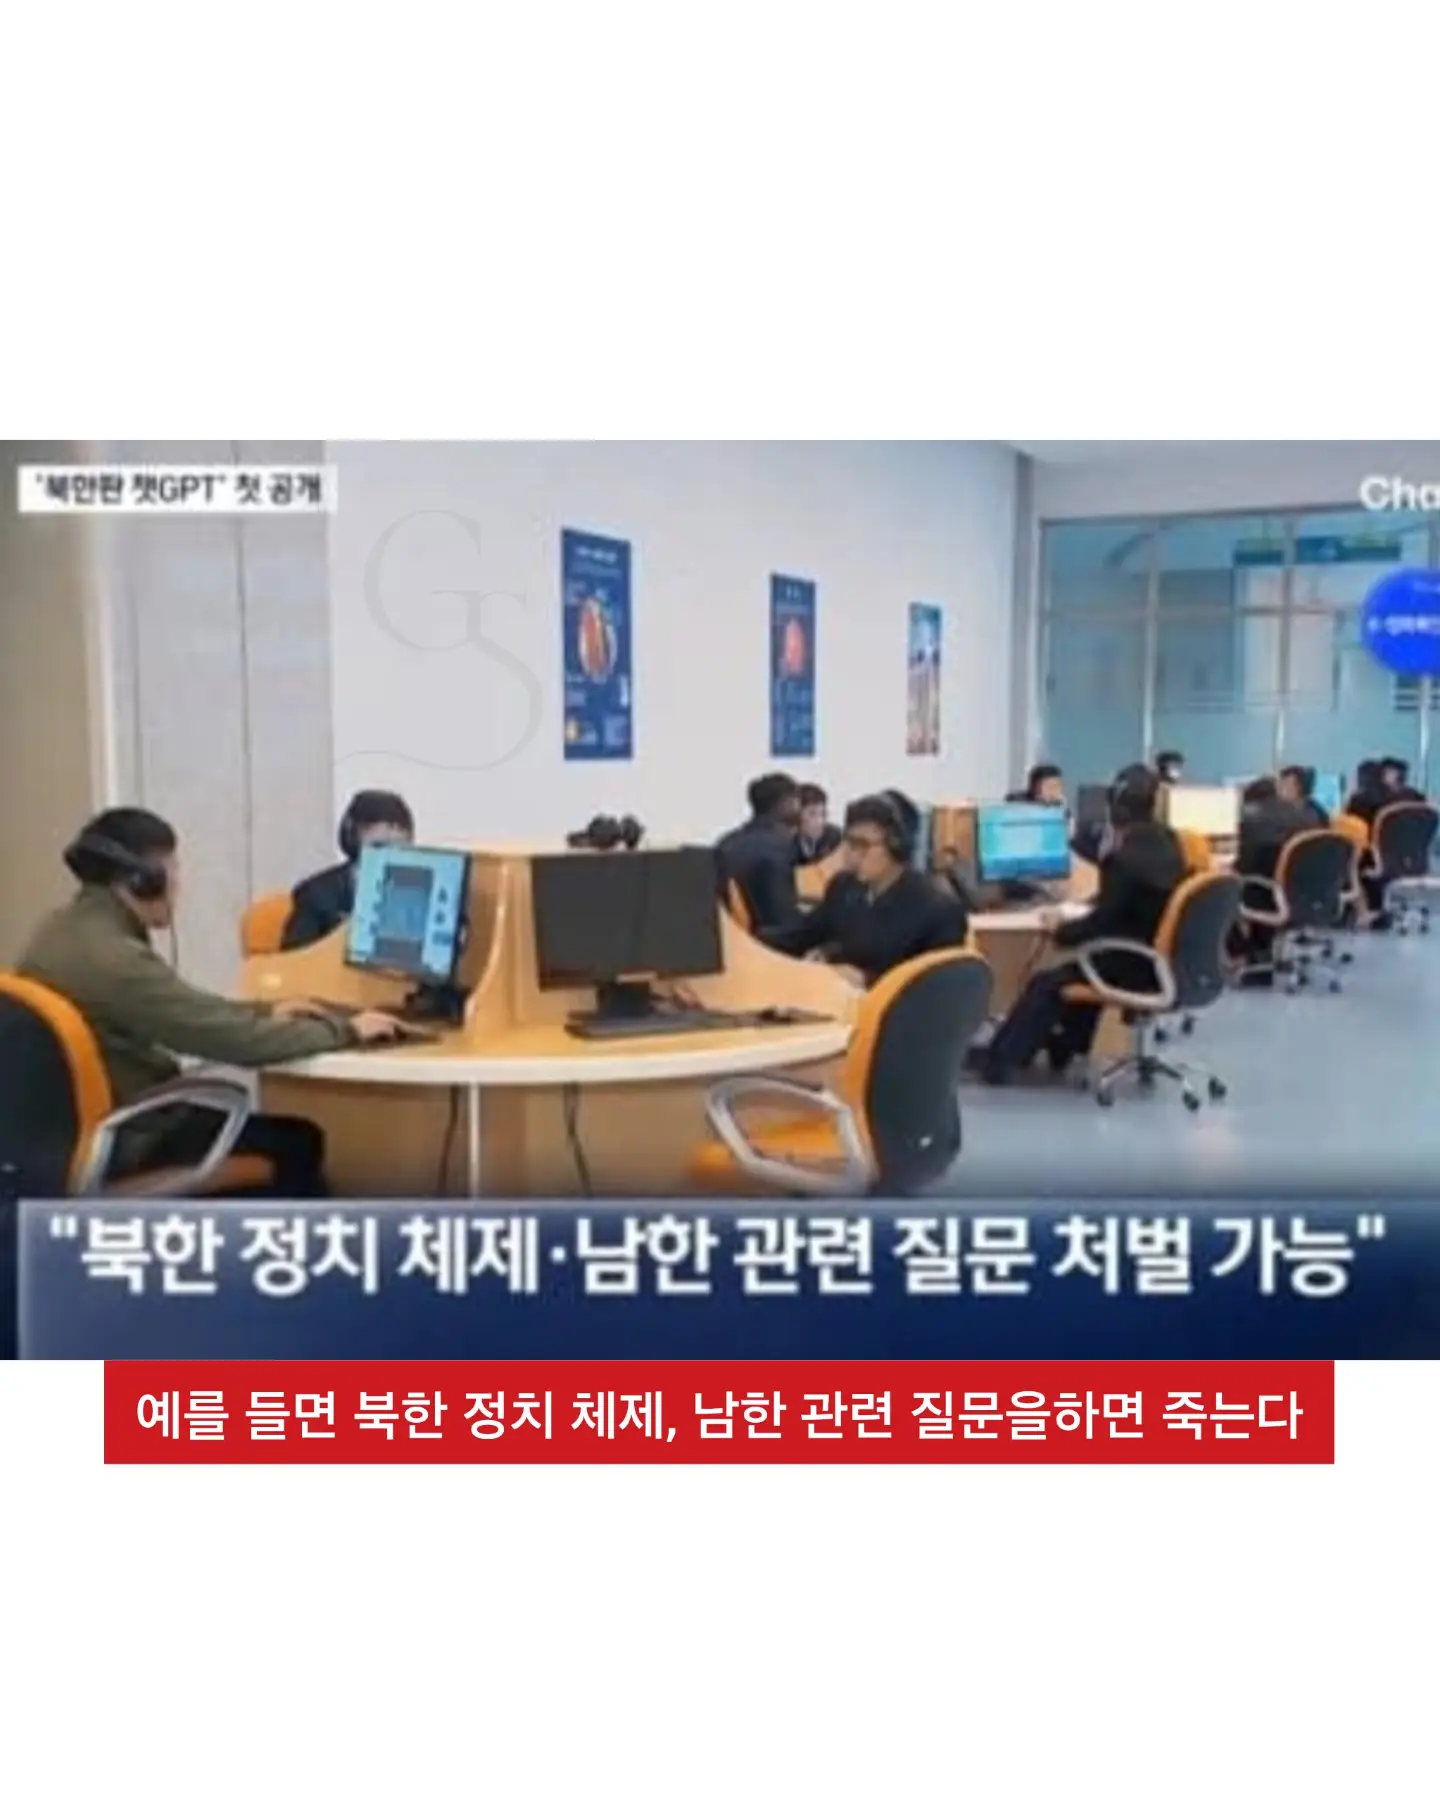 '북한판 챗GPT' 첫 공개
Cha
GS
"북한 정치 체제·남한 관련 질문 처벌 가능"
예를 들면 북한 정치 체제, 남한 관련 질문을하면 죽는다